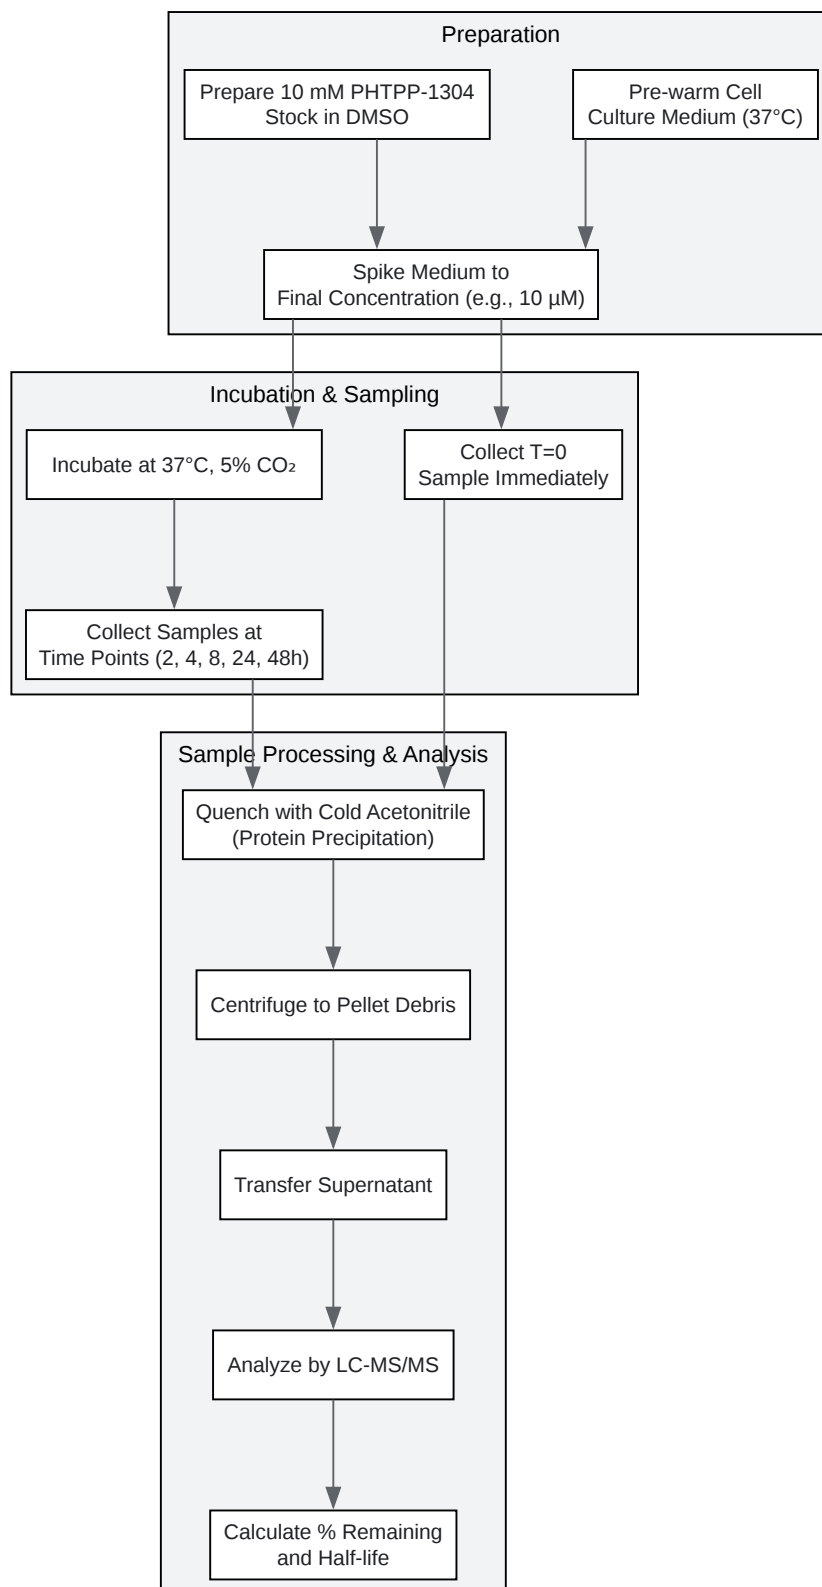 Preparation
Prepare 10 mM PHTPP-1304
Stock in DMSO
Pre-warm Cell
Culture Medium (37°C)
Spike Medium to
Final Concentration (e.g., 10 µM)
Incubation & Sampling
Incubate at 37°C, 5% CO₂
Collect T=0
Sample Immediately
Collect Samples at
Time Points (2, 4, 8, 24, 48h)
Sample Processing & Analysis
Quench with Cold Acetonitrile
(Protein Precipitation)
Centrifuge to Pellet Debris
Transfer Supernatant
Analyze by LC-MS/MS
Calculate % Remaining
and Half-life